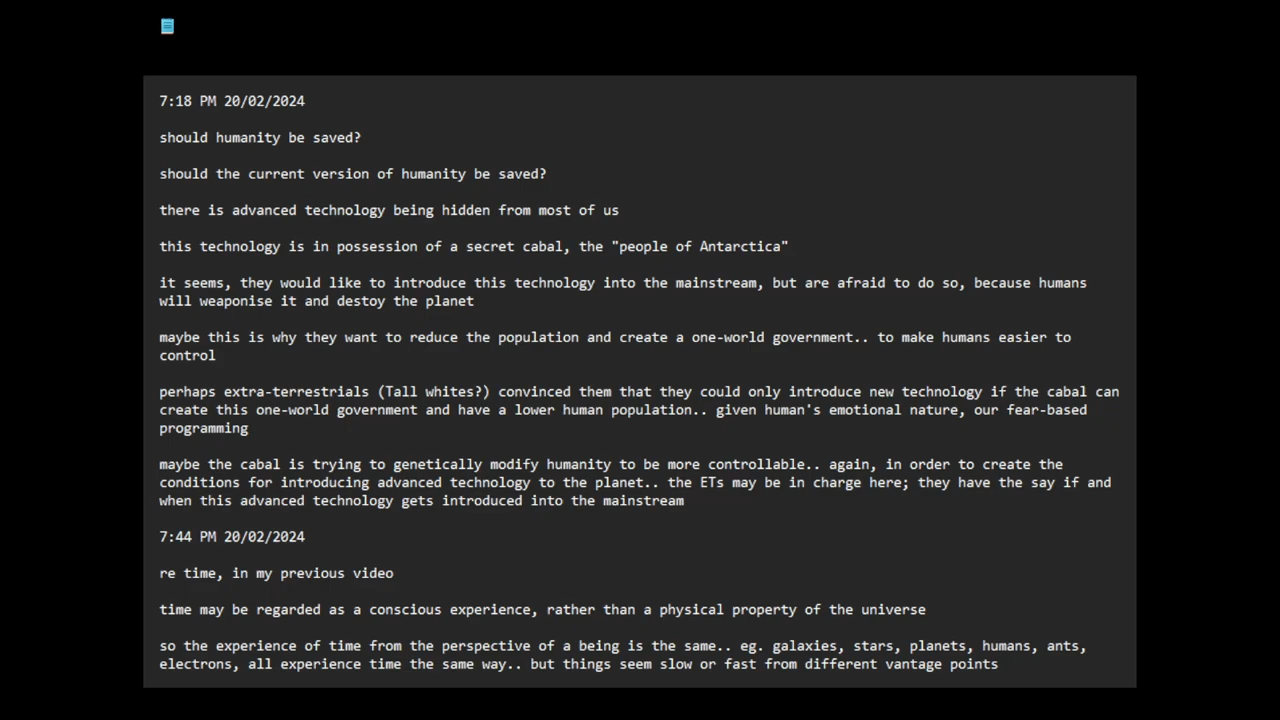 7:18 PM 20/02/2024
should humanity be saved?
should the current version of humanity be saved?
there is advanced technology being hidden from most of us
this technology is in possession of a secret cabal, the "people of Antarctica"
it seems, they would like to introduce this technology into the mainstream, but are afraid to do so, because humans
will weaponise it and destoy the planet
maybe this is why they want to reduce the population and create a one-world government.. to make humans easier to
control
perhaps extra-terrestrials (Tall whites?) convinced them that they could only introduce new technology if the cabal can
create this one-world government and have a lower human population.. given human's emotional nature, our fear-based
programming
maybe the cabal is trying to genetically modify humanity to be more controllable.. again, in order to create the
conditions for introducing advanced technology to the planet.. the ETs may be in charge here; they have the say if and
when this advanced technology gets introduced into the mainstream
7:44 PM 20/02/2024
re time, in my previous video
time may be regarded as a conscious experience, rather than a physical property of the universe
so the experience of time from the perspective of a being is the same.. eg. galaxies, stars, planets, humans, ants,
electrons, all experience time the same way.. but things seem slow or fast from different vantage points